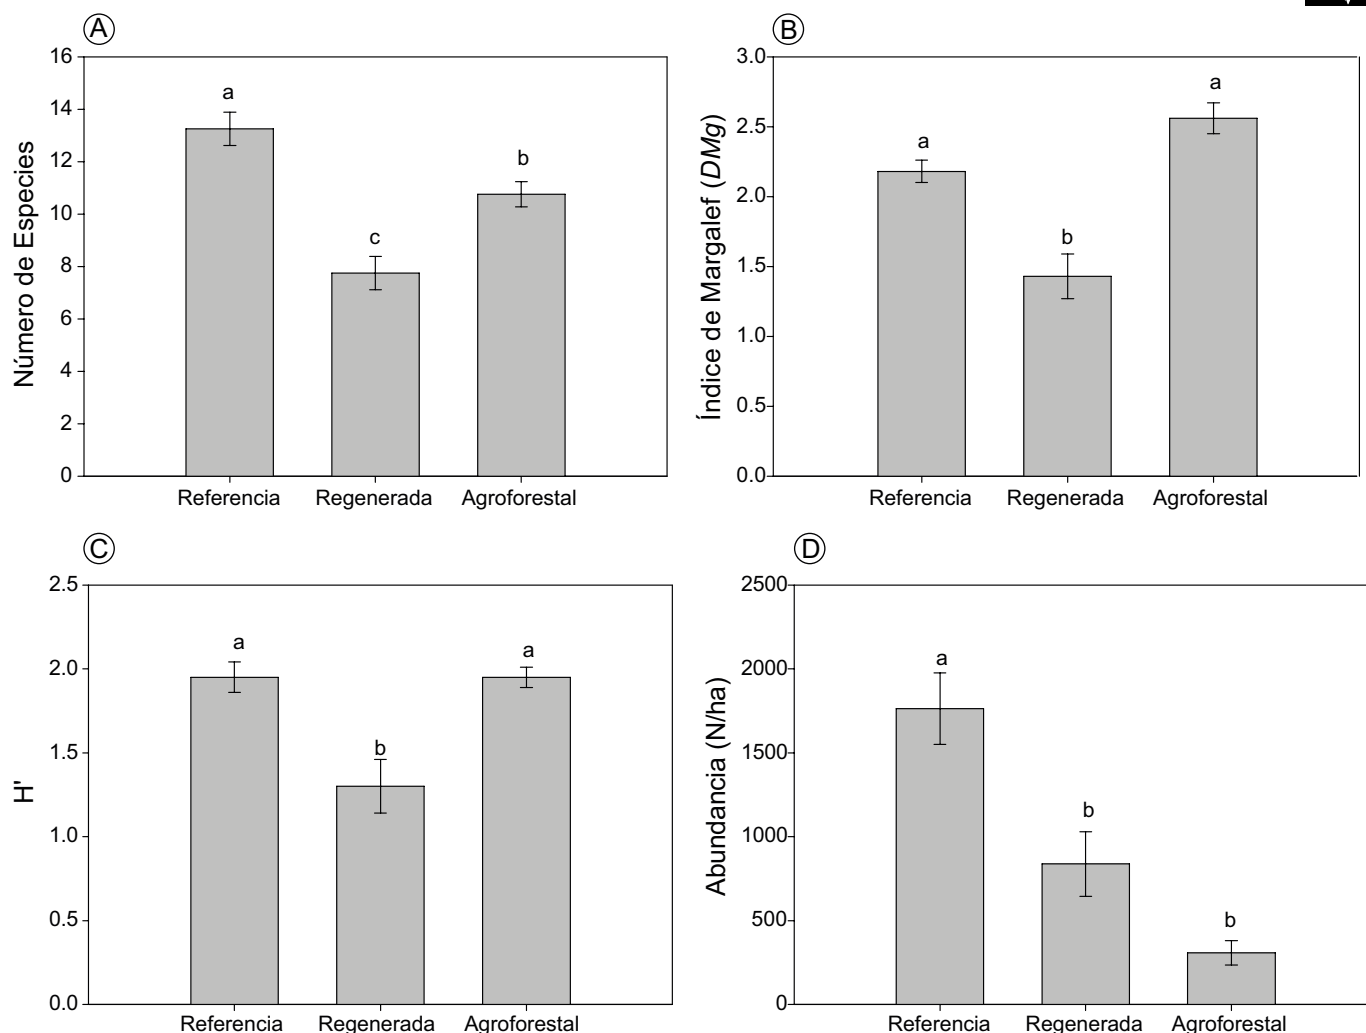 A
Número de Especies
16
14
12
10
8
6
4
2
0
a
c
b
Referencia Regenerada Agroforestal
B
Índice de Margalef (DMg)
3.0
2.5
2.0
1.5
1.0
0.5
0.0
a
b
a
Referencia Regenerada Agroforestal
C
H'
2.5
2.0
1.5
1.0
0.5
0.0
a
b
a
Referencia Regenerada Agroforestal
D
Abundancia (N/ha)
2500
2000
1500
1000
500
0
a
b
b
Referencia Regenerada Agroforestal